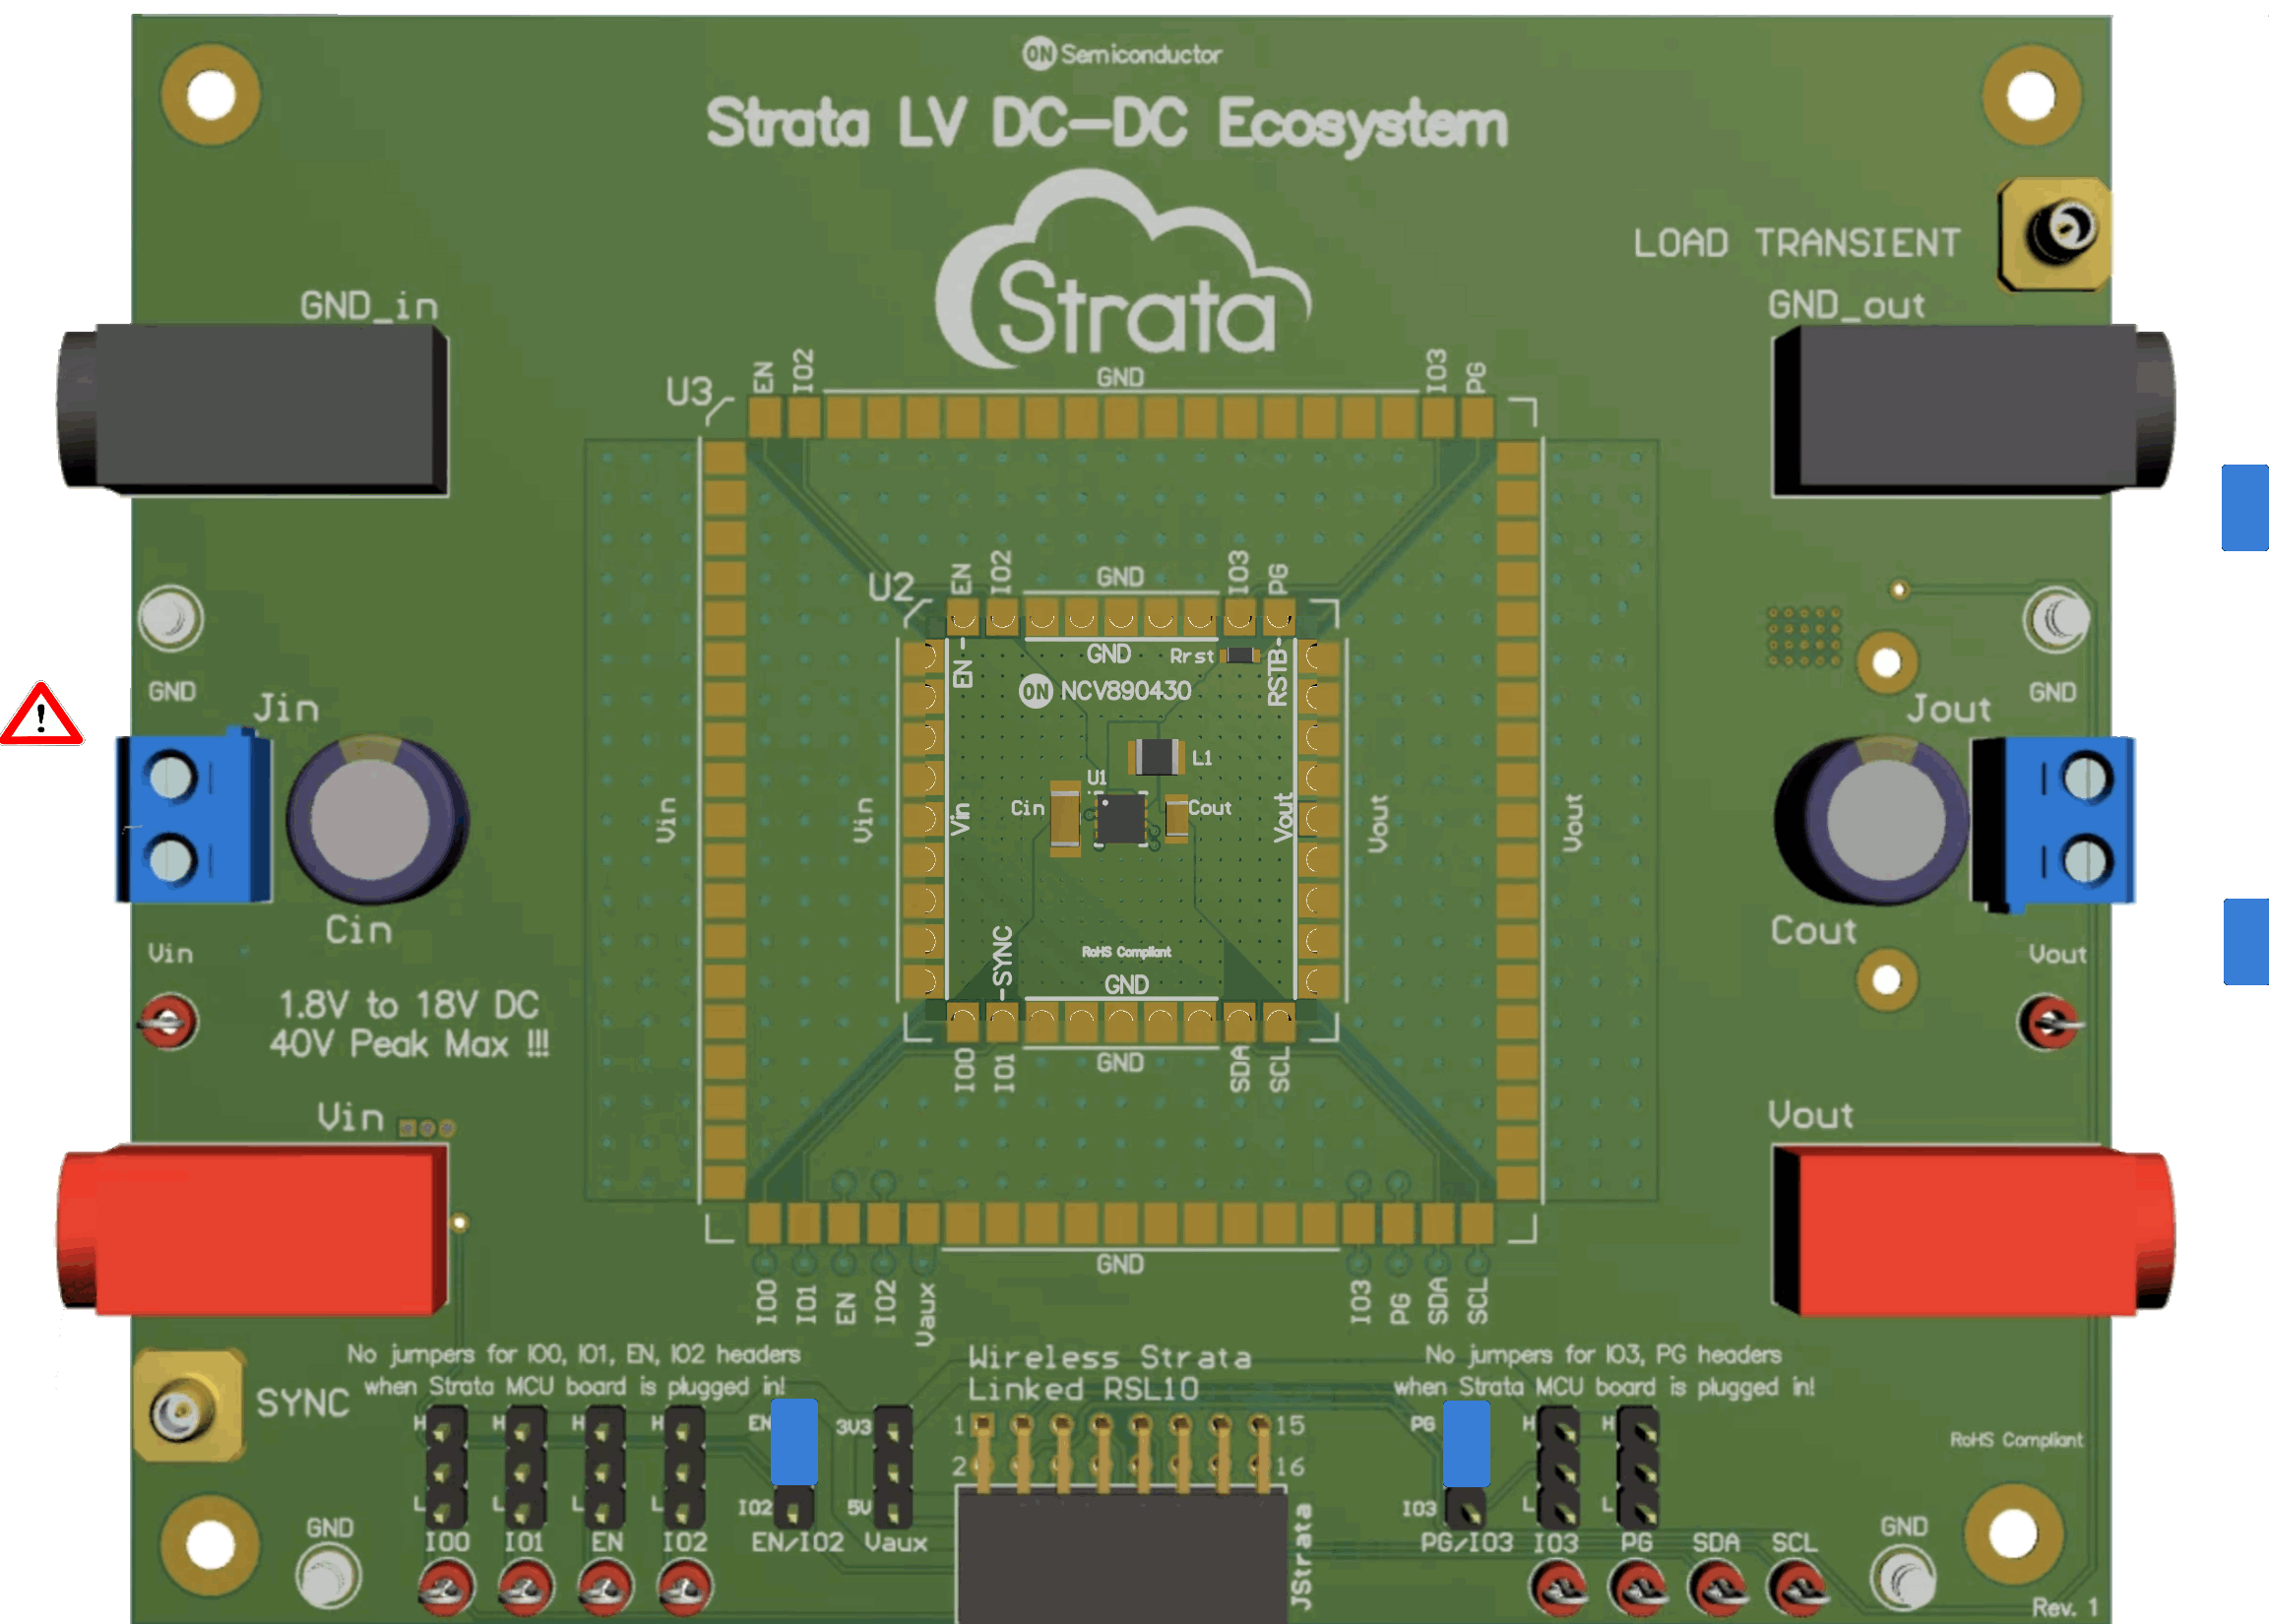 ON Semiconductor
Strata LV DC-DC Ecosystem
Strata
LOAD TRANSIENT
GND_in
GND_out
U3
EN
IO2
GND
IO3
PG
U2
EN
IO2
GND
IO3
PG
EN
GND
Rrst
RSTB
ON NCV890430
GND
Jin
GND
Jout
L1
U1
Cin
Cout
Vin
Vin
Vin
Vout
Vout
Vout
Cin
Cout
Vin
Vout
SYNC
RoHS Compliant
GND
1.8V to 18V DC
40V Peak Max !!!
IO0
IO1
GND
SDA
SCL
Vin
Vout
GND
IO0
IO1
EN
IO2
Vaux
IO3
PG
SDA
SCL
No jumpers for IO0, IO1, EN, IO2 headers
when Strata MCU board is plugged in!
Wireless Strata
Linked RSL10
No jumpers for IO3, PG headers
when Strata MCU board is plugged in!
SYNC
H
H
H
H
EN
3V3
1
15
PG
H
H
RoHS Compliant
2
16
L
L
L
L
IO2
5V
IO3
L
L
GND
IO0
IO1
EN
IO2
EN/IO2
Vaux
JStrata
PG/IO3
IO3
PG
SDA
SCL
GND
Rev. 1